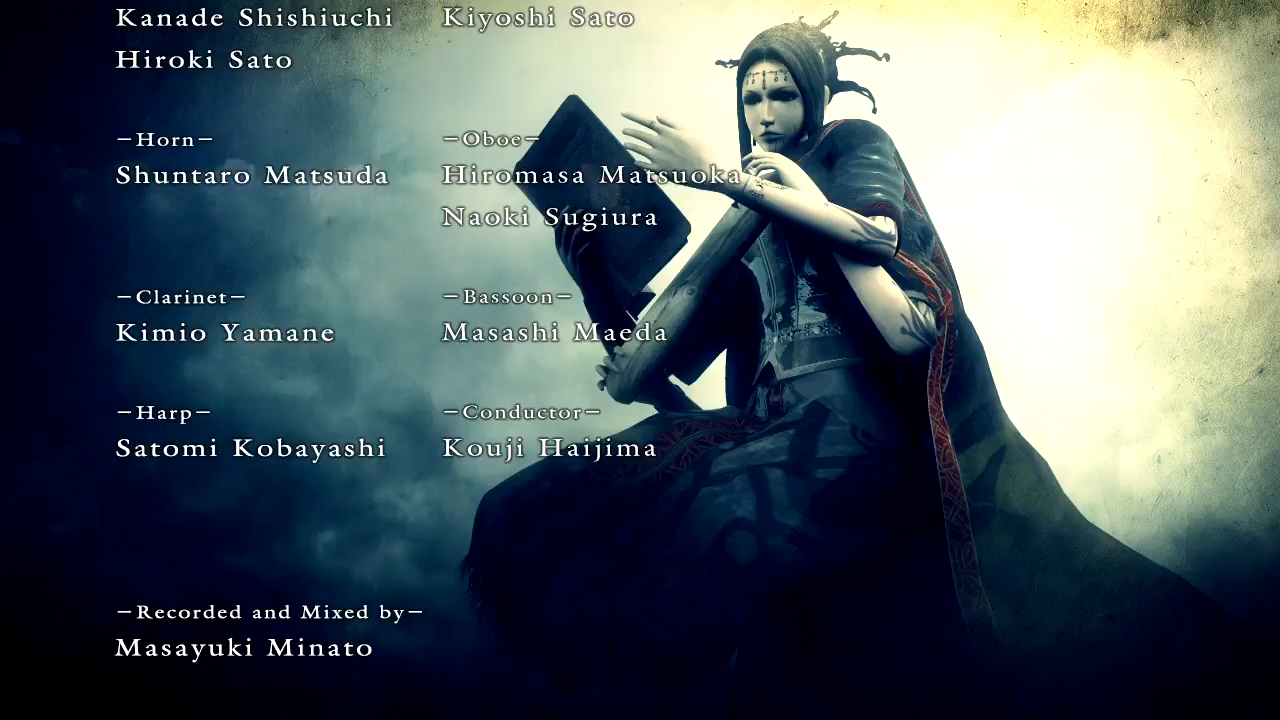 Kanade Shishiuchi
Kiyoshi Sato
Hiroki Sato
—Horn—
Shuntaro Matsuda
—Oboe—
Hiromasa Matsuoka
Naoki Sugiura
—Clarinet—
Kimio Yamane
—Bassoon—
Masashi Maeda
—Harp—
Satomi Kobayashi
—Conductor—
Kouji Haijima
—Recorded and Mixed by—
Masayuki Minato